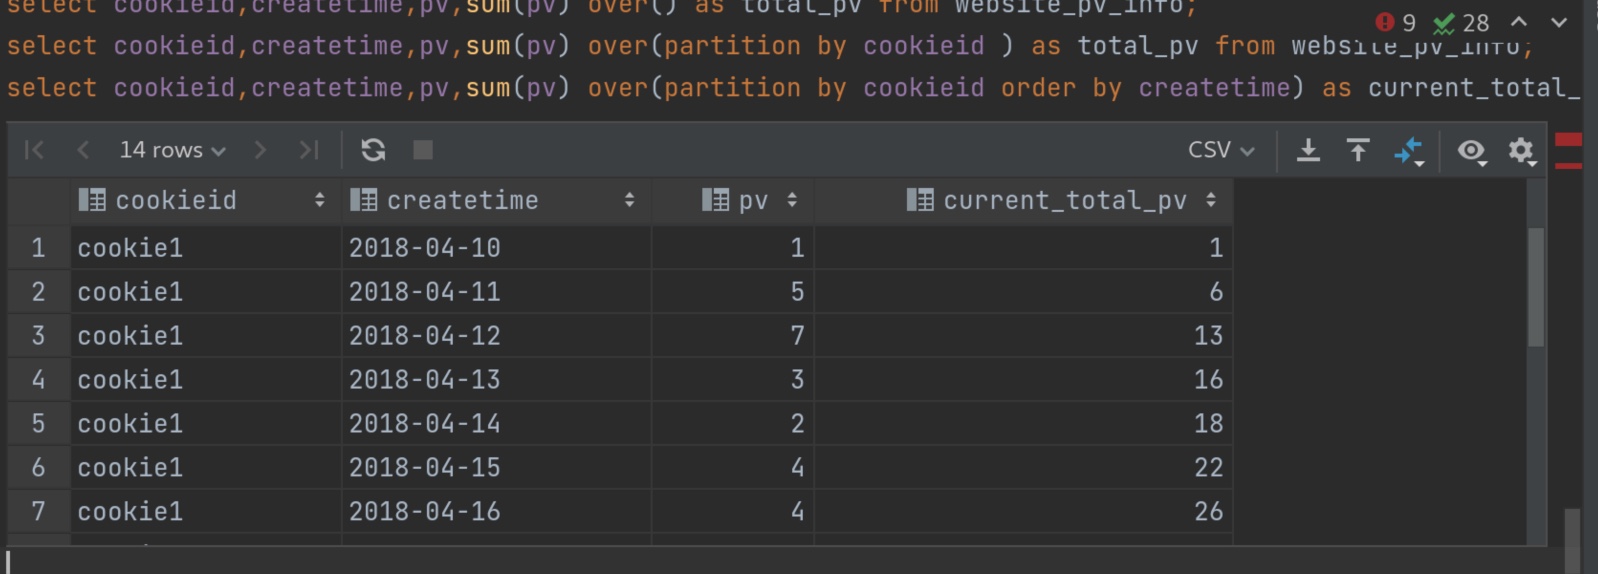 select cookieid,createtime,pv,sum(pv) over() as total_pv from website_pv_info;
9 28
select cookieid,createtime,pv,sum(pv) over(partition by cookieid ) as total_pv from website_pv_info;
select cookieid,createtime,pv,sum(pv) over(partition by cookieid order by createtime) as current_total_
14 rows CSV
cookieid createtime pv current_total_pv
1 cookie1 2018-04-10 1 1
2 cookie1 2018-04-11 5 6
3 cookie1 2018-04-12 7 13
4 cookie1 2018-04-13 3 16
5 cookie1 2018-04-14 2 18
6 cookie1 2018-04-15 4 22
7 cookie1 2018-04-16 4 26